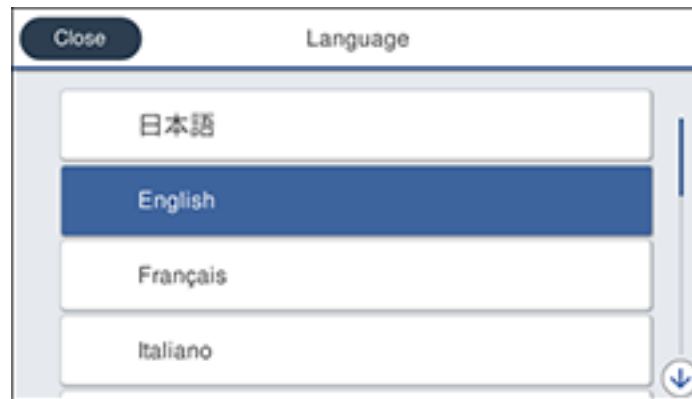 Close
Language
日本語
English
Français
Italiano